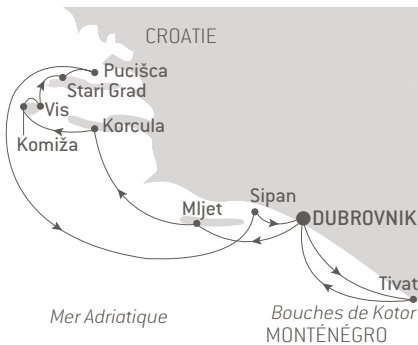 CROATIE
Pucišca
Stari Grad
Vis
Komiža
Korcula
Sipan
Mljet
DUBROVNIK
Tivat
Mer Adriatique
Bouches de Kotor
MONTÉNÉGRO